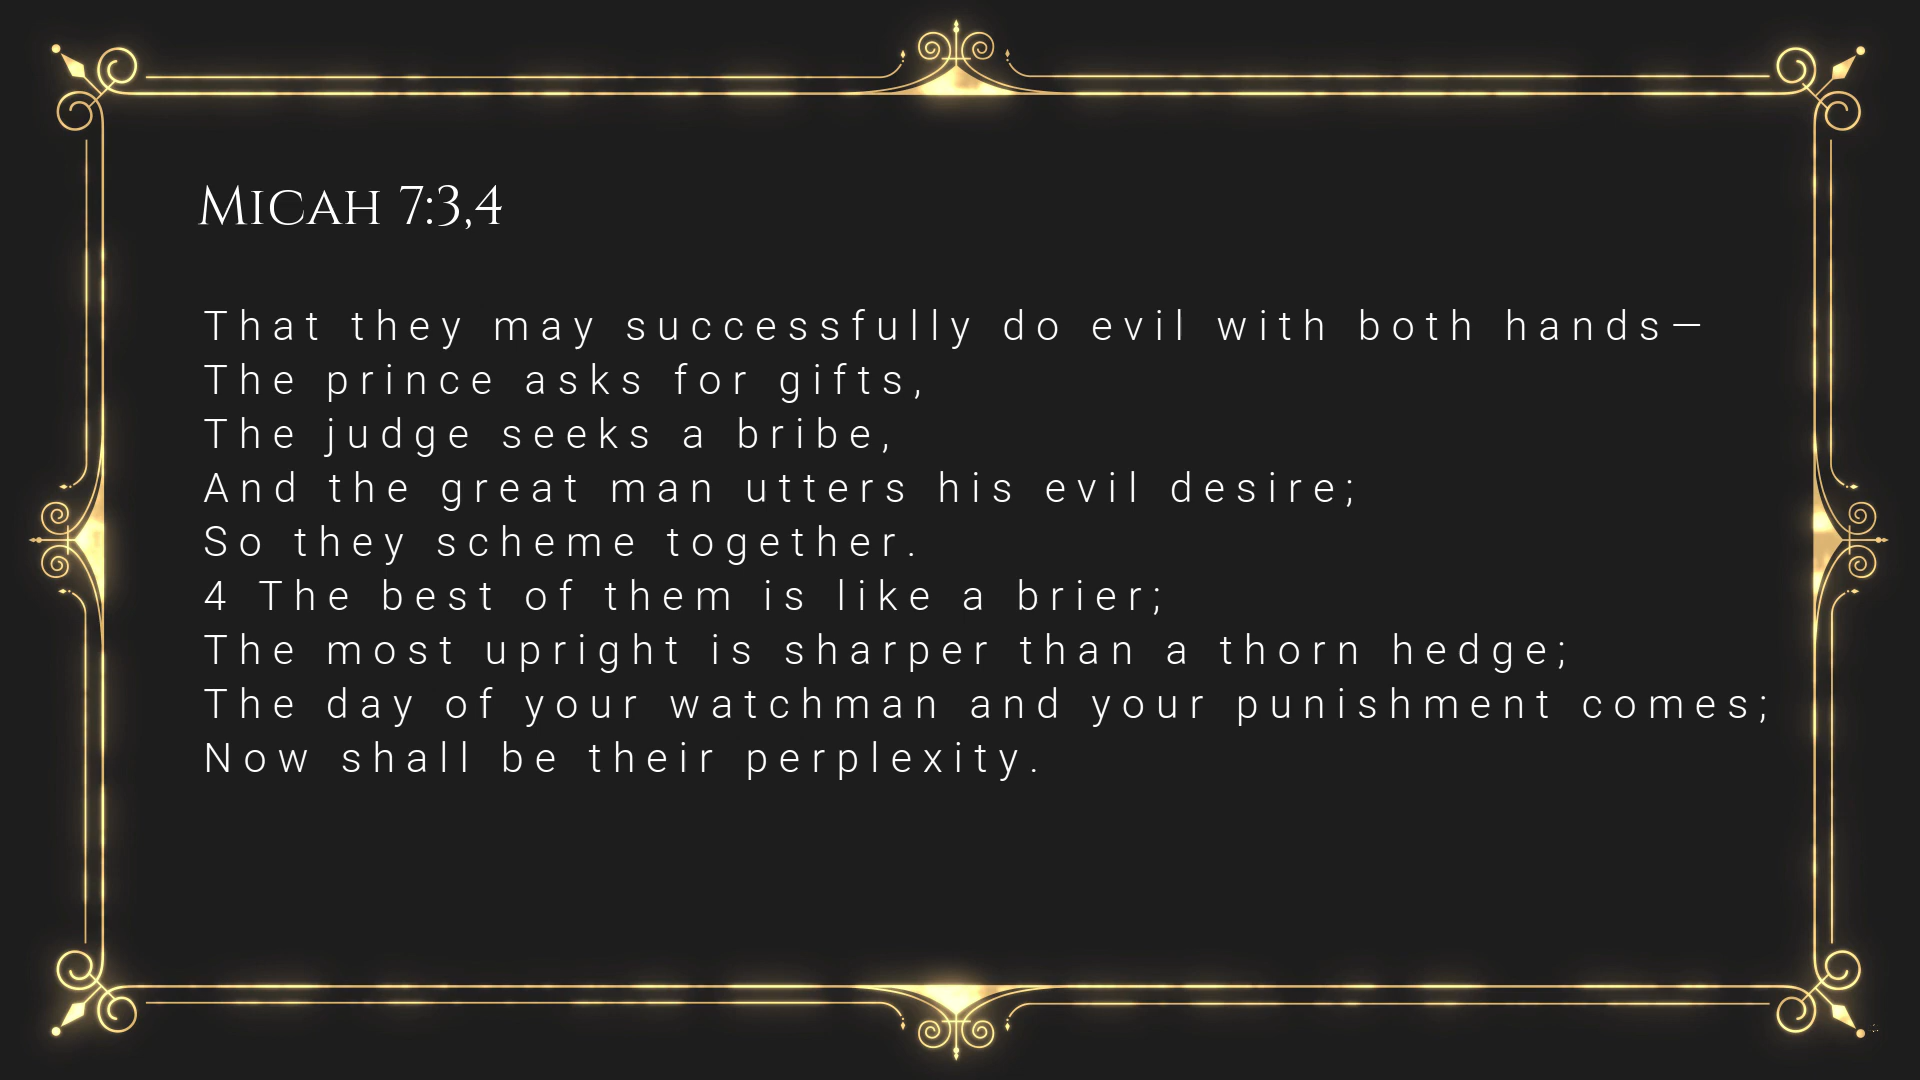 Micah 7:3,4
That they may successfully do evil with both hands—
The prince asks for gifts,
The judge seeks a bribe,
And the great man utters his evil desire;
So they scheme together.
4 The best of them is like a brier;
The most upright is sharper than a thorn hedge;
The day of your watchman and your punishment comes;
Now shall be their perplexity.